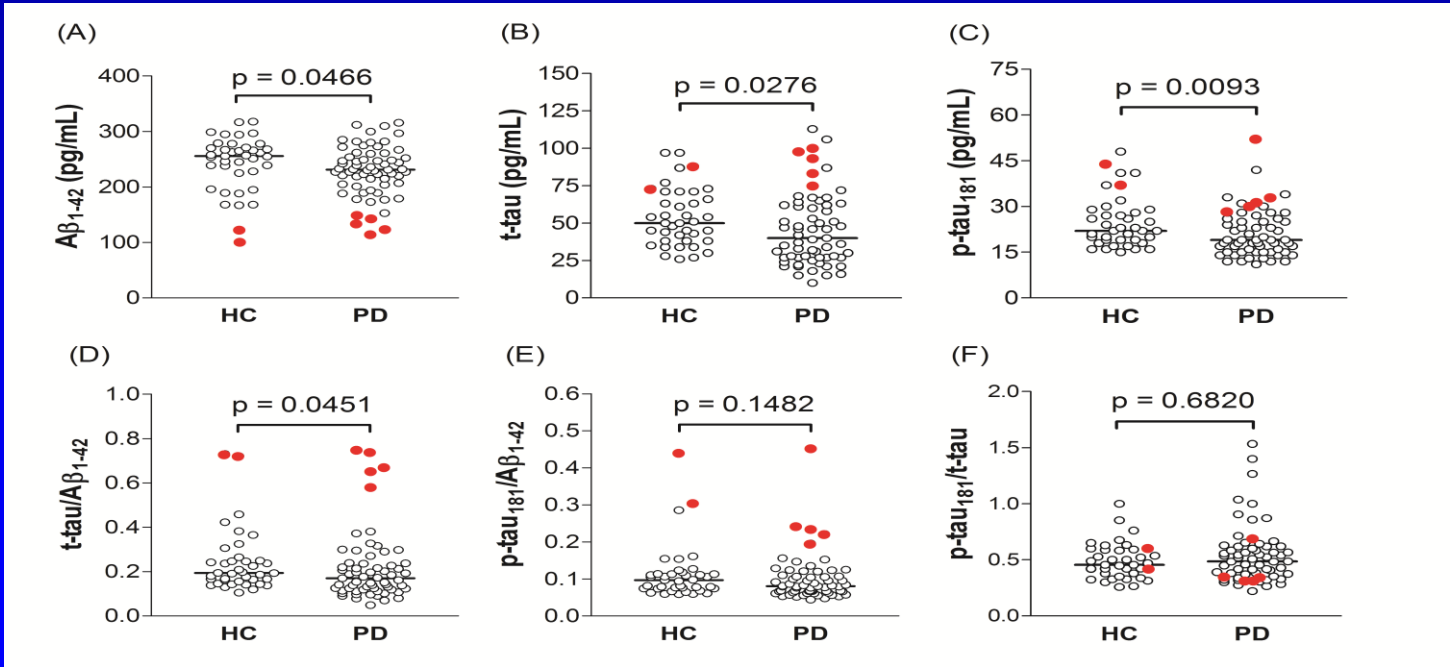 (A)
Aβ1-42 (pg/mL)
400
300
200
100
0
p = 0.0466
HC PD
(B)
t-tau (pg/mL)
150
125
100
75
50
25
0
p = 0.0276
HC PD
(C)
p-tau181 (pg/mL)
75
60
45
30
15
0
p = 0.0093
HC PD
(D)
t-tau/Aβ1-42
1.0
0.8
0.6
0.4
0.2
0.0
p = 0.0451
HC PD
(E)
p-tau181/Aβ1-42
0.6
0.5
0.4
0.3
0.2
0.1
0.0
p = 0.1482
HC PD
(F)
p-tau181/t-tau
2.0
1.5
1.0
0.5
0.0
p = 0.6820
HC PD